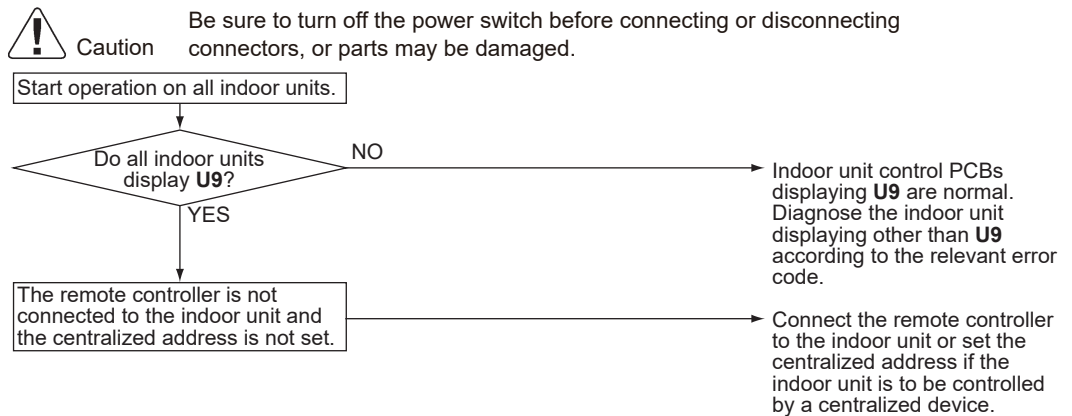 Be sure to turn off the power switch before connecting or disconnecting
Caution
connectors, or parts may be damaged.
Start operation on all indoor units.
Do all indoor units
display U9?
NO
YES
Indoor unit control PCBs
displaying U9 are normal.
Diagnose the indoor unit
displaying other than U9
according to the relevant error
code.
The remote controller is not
connected to the indoor unit and
the centralized address is not set.
Connect the remote controller
to the indoor unit or set the
centralized address if the
indoor unit is to be controlled
by a centralized device.